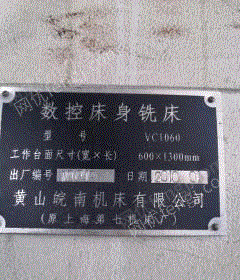 数控床身铣床
型 号 VC1060
工作台面尺寸(宽×长) 600×1300mm
出厂编号 日期
黄山皖南机床有限公司
(原上海第七机床厂)